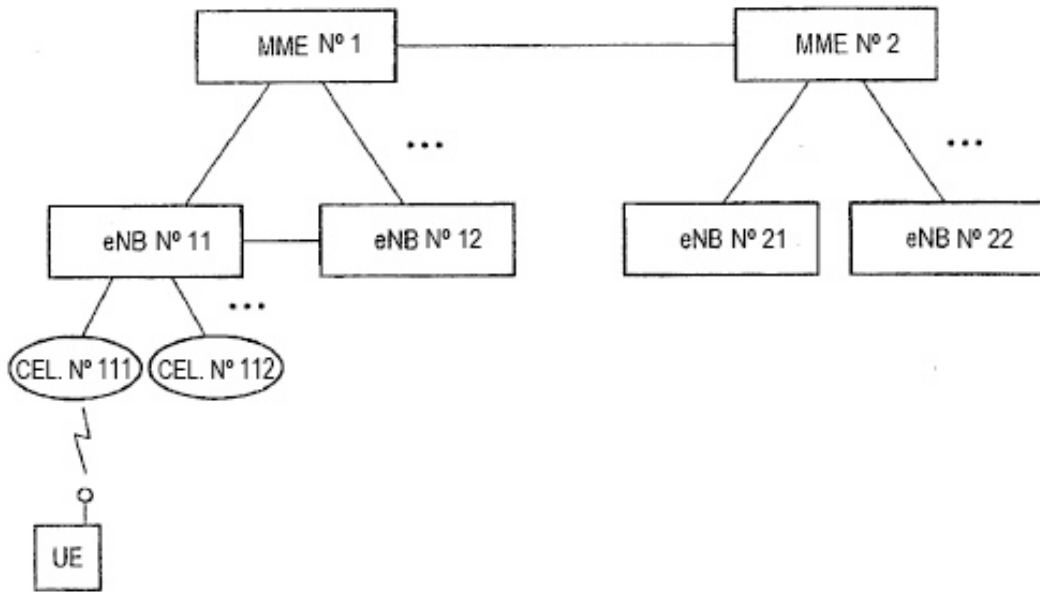 MME Nº 1
MME Nº 2
...
...
eNB Nº 11
eNB Nº 12
eNB Nº 21
eNB Nº 22
...
CEL. Nº 111
CEL. Nº 112
UE